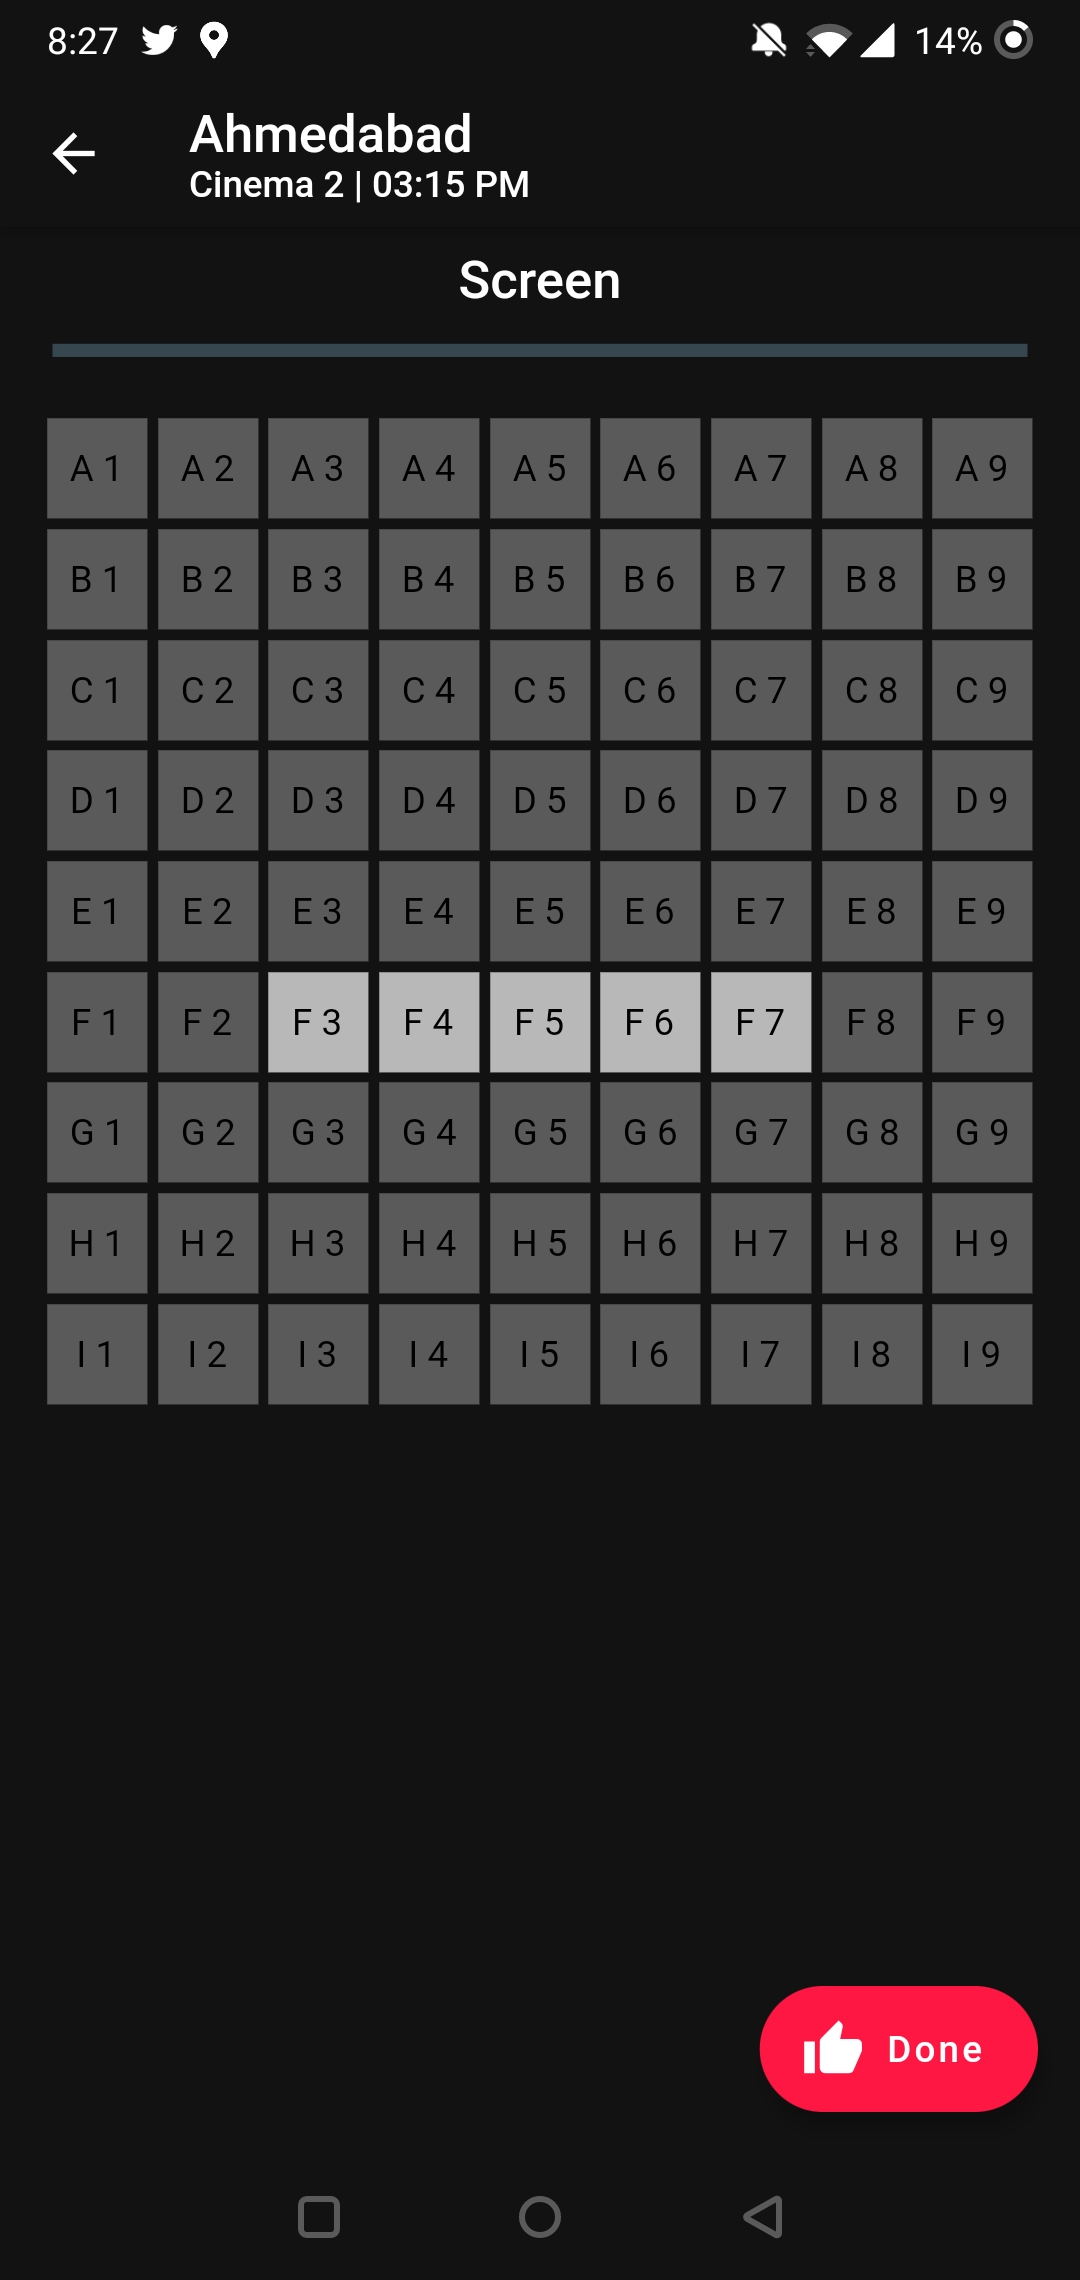 8:27 14%
Ahmedabad
Cinema 2 | 03:15 PM
Screen
A 1 A 2 A 3 A 4 A 5 A 6 A 7 A 8 A 9
B 1 B 2 B 3 B 4 B 5 B 6 B 7 B 8 B 9
C 1 C 2 C 3 C 4 C 5 C 6 C 7 C 8 C 9
D 1 D 2 D 3 D 4 D 5 D 6 D 7 D 8 D 9
E 1 E 2 E 3 E 4 E 5 E 6 E 7 E 8 E 9
F 1 F 2 F 3 F 4 F 5 F 6 F 7 F 8 F 9
G 1 G 2 G 3 G 4 G 5 G 6 G 7 G 8 G 9
H 1 H 2 H 3 H 4 H 5 H 6 H 7 H 8 H 9
I 1 I 2 I 3 I 4 I 5 I 6 I 7 I 8 I 9
Done